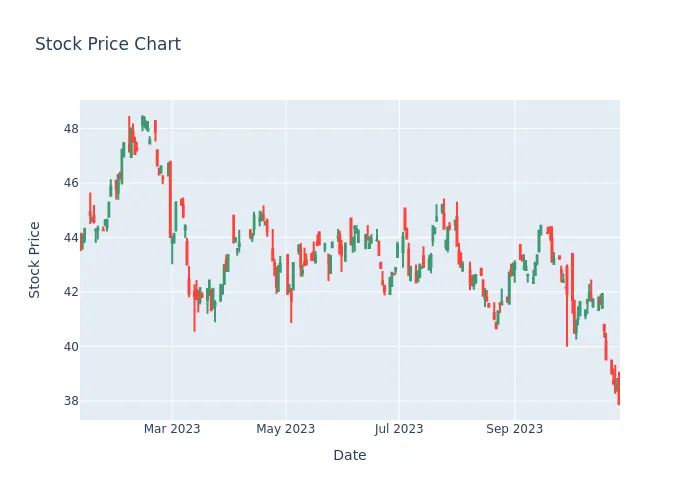 Stock Price Chart
48
46
44
42
40
38
Stock Price
Mar 2023
May 2023
Jul 2023
Sep 2023
Date